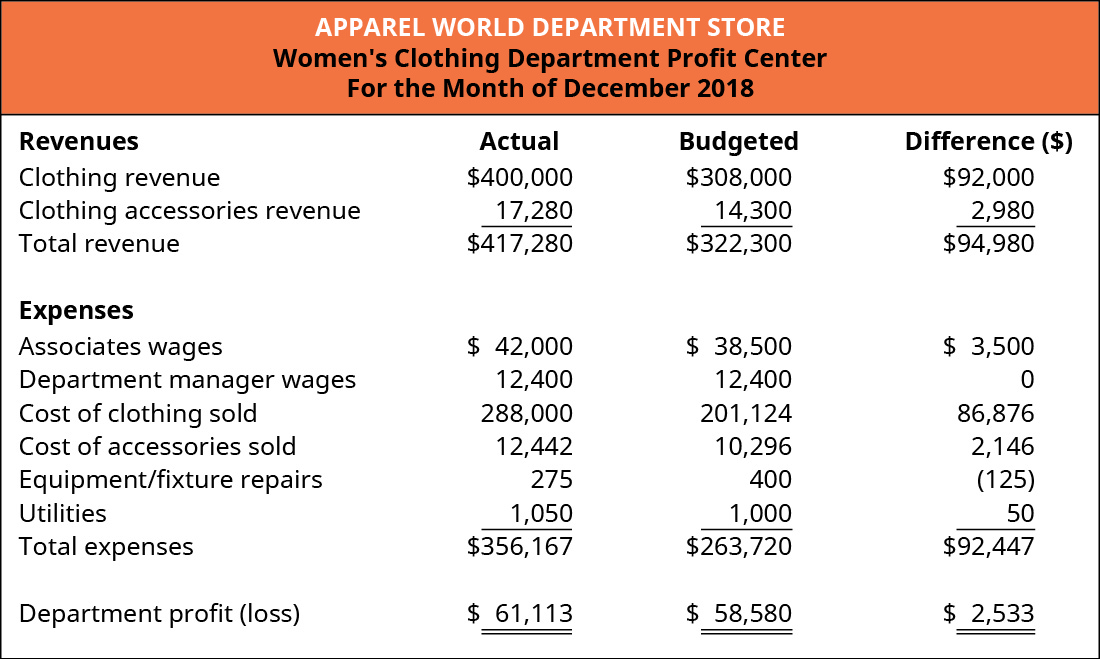 APPAREL WORLD DEPARTMENT STORE
Women's Clothing Department Profit Center
For the Month of December 2018
Revenues Actual Budgeted Difference ($)
Clothing revenue $400,000 $308,000 $92,000
Clothing accessories revenue 17,280 14,300 2,980
Total revenue $417,280 $322,300 $94,980
Expenses
Associates wages $ 42,000 $ 38,500 $ 3,500
Department manager wages 12,400 12,400 0
Cost of clothing sold 288,000 201,124 86,876
Cost of accessories sold 12,442 10,296 2,146
Equipment/fixture repairs 275 400 (125)
Utilities 1,050 1,000 50
Total expenses $356,167 $263,720 $92,447
Department profit (loss) $ 61,113 $ 58,580 $ 2,533